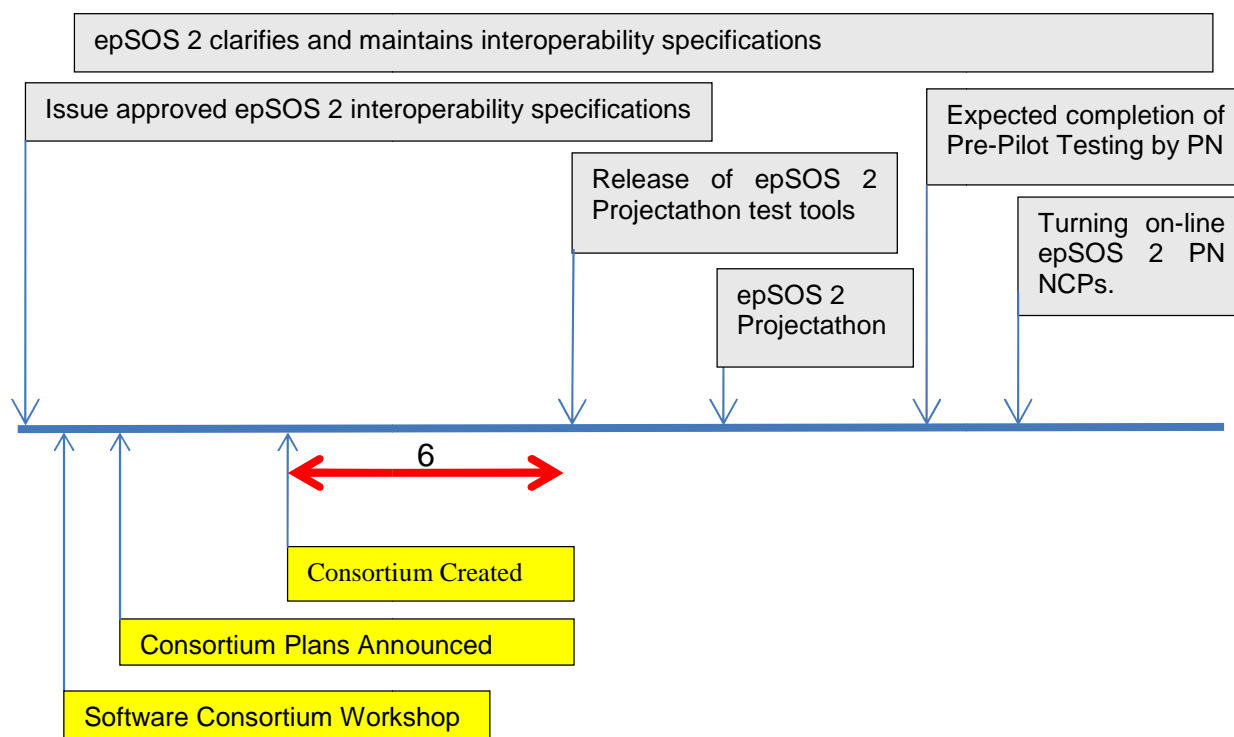 epSOS 2 clarifies and maintains interoperability specifications
Issue approved epSOS 2 interoperability specifications
Expected completion of
Pre-Pilot Testing by PN
Release of epSOS 2
Projectathon test tools
Turning on-line
epSOS 2 PN
NCPs.
epSOS 2
Projectathon
6
Consortium Created
Consortium Plans Announced
Software Consortium Workshop